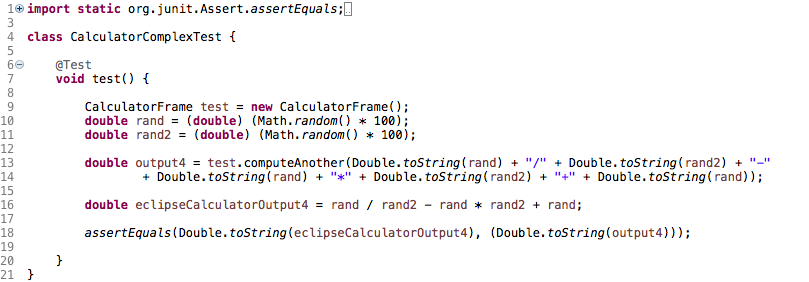 1 import static org.junit.Assert.assertEquals;
3
4 class CalculatorComplexTest {
5
6 @Test
7 void test() {
8
9 CalculatorFrame test = new CalculatorFrame();
10 double rand = (double) (Math.random() * 100);
11 double rand2 = (double) (Math.random() * 100);
12
13 double output4 = test.computeAnother(Double.toString(rand) + "/" + Double.toString(rand2) + "-"
14 + Double.toString(rand) + "*" + Double.toString(rand2) + "+" + Double.toString(rand));
15
16 double eclipseCalculatorOutput4 = rand / rand2 - rand * rand2 + rand;
17
18 assertEquals(Double.toString(eclipseCalculatorOutput4), (Double.toString(output4)));
19
20 }
21 }